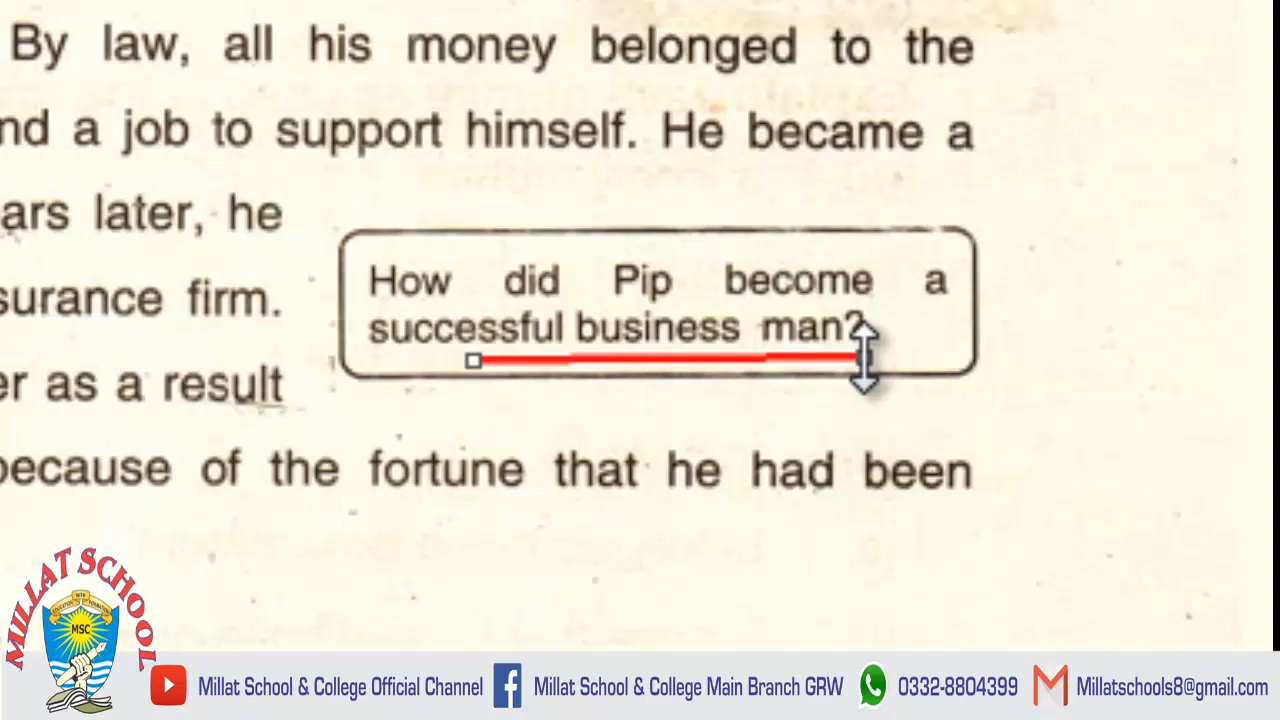 By law, all his money belonged to the
nd a job to support himself. He became a
ars later, he
surance firm.
er as a result
because of the fortune that he had been
How did Pip become a
successful business man?
MILLAT SCHOOL
EDUCATION WITH FORMATION
MSC
Millat School & College Official Channel
Millat School & College Main Branch GRW
0332-8804399
Millatschools8@gmail.com